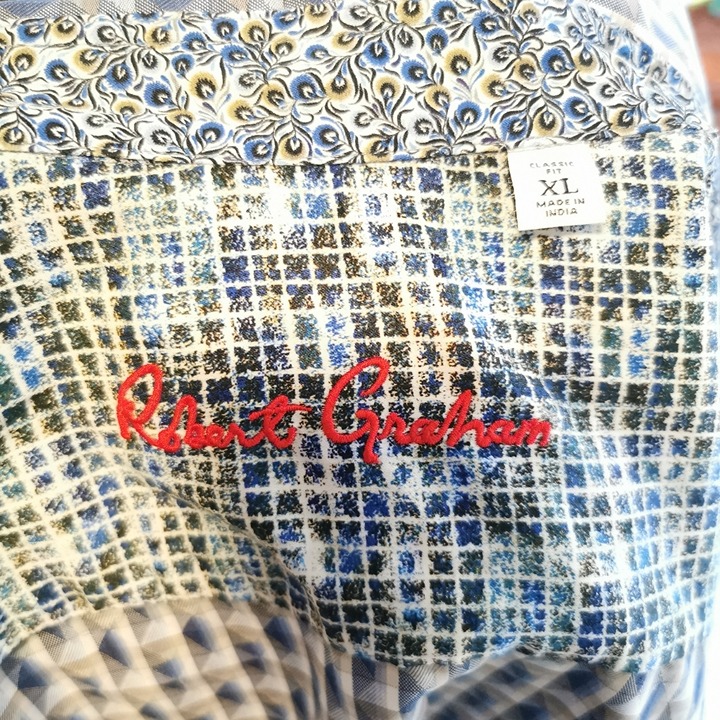 CLASSIC
FIT
XL
MADE IN
INDIA
Robert Graham